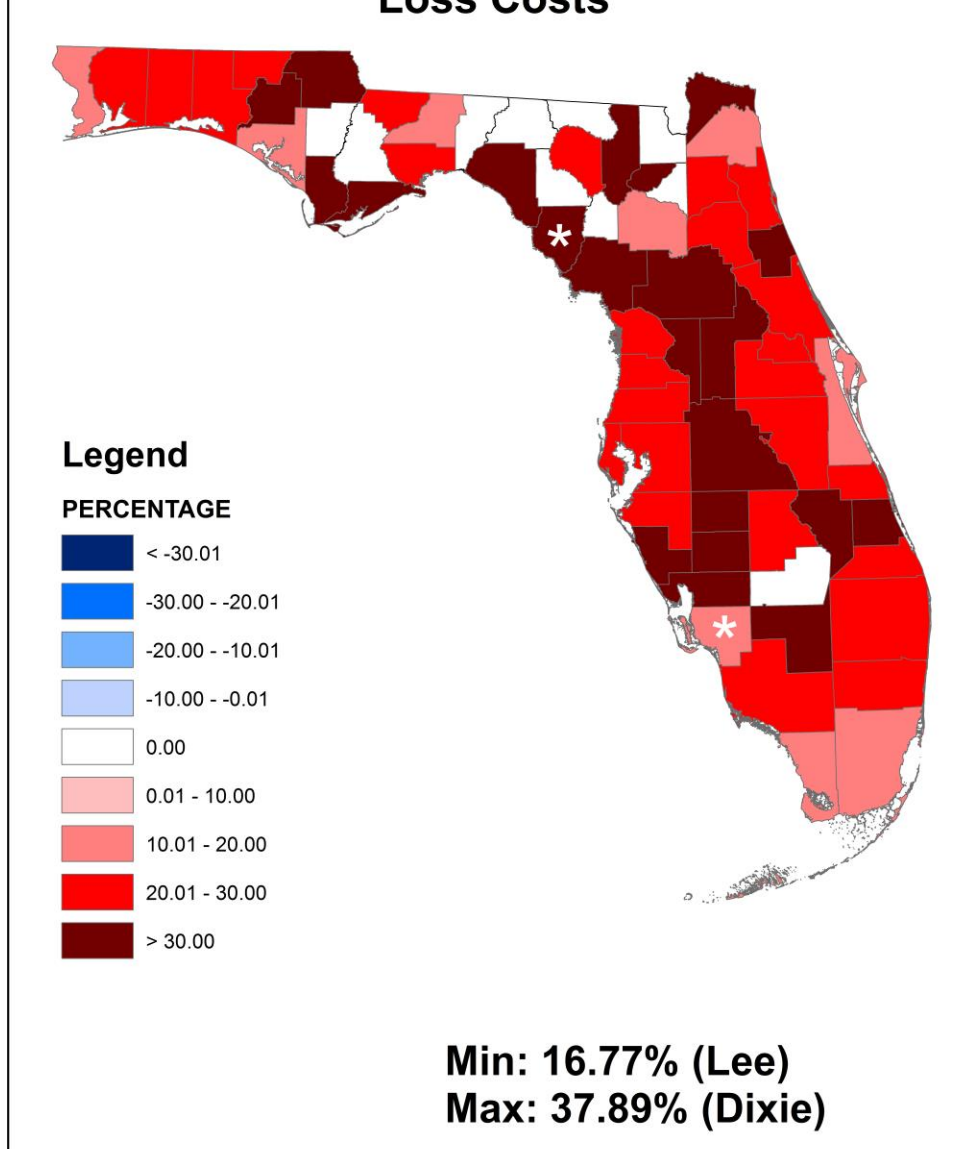 Loss Costs
*
*
Legend
PERCENTAGE
< -30.01
-30.00 - -20.01
-20.00 - -10.01
-10.00 - -0.01
0.00
0.01 - 10.00
10.01 - 20.00
20.01 - 30.00
> 30.00
Min: 16.77% (Lee)
Max: 37.89% (Dixie)